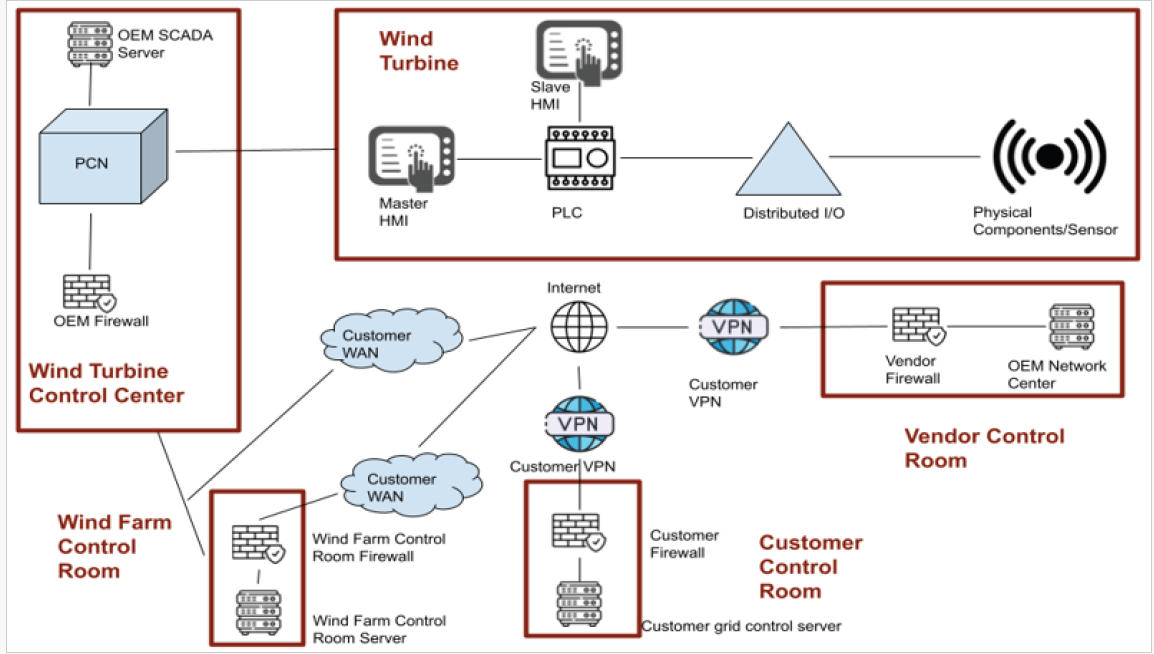 OEM SCADA
Server
PCN
OEM Firewall
Wind Turbine
Control Center
Wind
Turbine
Slave
HMI
Master
HMI
PLC
Distributed I/O
Physical
Components/Sensor
Internet
Customer
WAN
VPN
Customer
VPN
Vendor
Firewall
OEM Network
Center
Vendor Control
Room
VPN
Customer VPN
Customer
WAN
Wind Farm
Control
Room
Wind Farm Control
Room Firewall
Wind Farm Control
Room Server
Customer
Firewall
Customer
Control
Room
Customer grid control server